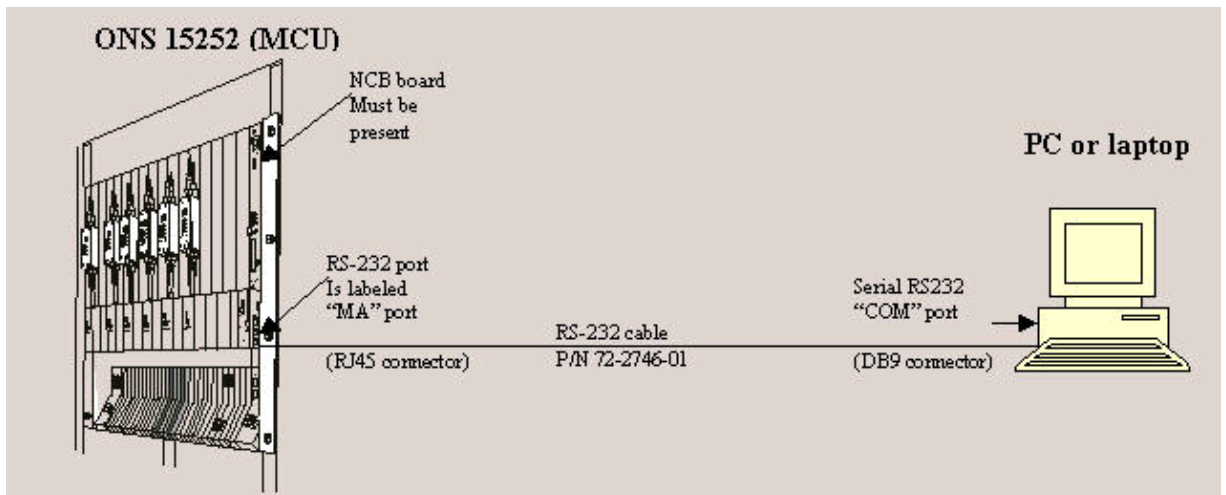 ONS 15252 (MCU)
NCB board
Must be
present
PC or laptop
RS-232 port
Is labeled
“MA” port
Serial RS232
“COM” port
RS-232 cable
(RJ45 connector)
P/N 72-2746-01
(DB9 connector)